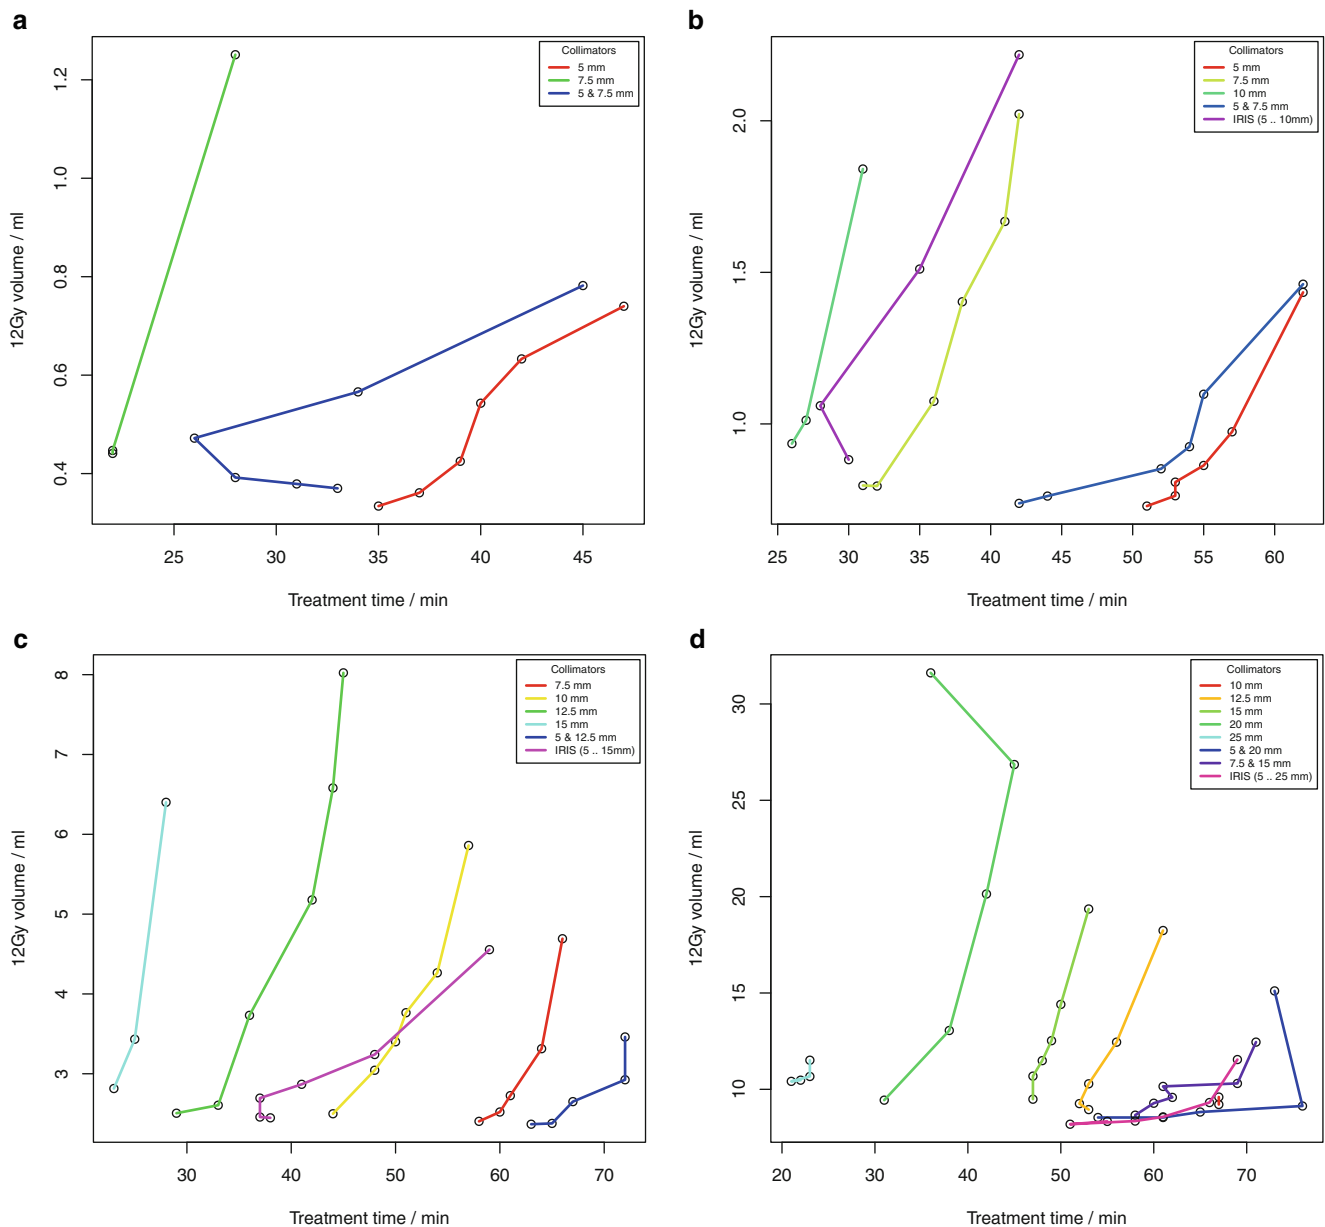 a
Collimators
5 mm
7.5 mm
5 & 7.5 mm
12Gy volume / ml
0.4 0.6 0.8 1.0 1.2
25 30 35 40 45
Treatment time / min
b
Collimators
5 mm
7.5 mm
10 mm
5 & 7.5 mm
IRIS (5 .. 10mm)
12Gy volume / ml
1.0 1.5 2.0
25 30 35 40 45 50 55 60
Treatment time / min
c
Collimators
7.5 mm
10 mm
12.5 mm
15 mm
5 & 12.5 mm
IRIS (5 .. 15mm)
12Gy volume / ml
3 4 5 6 7 8
30 40 50 60 70
Treatment time / min
d
Collimators
10 mm
12.5 mm
15 mm
20 mm
25 mm
5 & 20 mm
7.5 & 15 mm
IRIS (5 .. 25 mm)
12Gy volume / ml
10 15 20 25 30
20 30 40 50 60 70
Treatment time / min